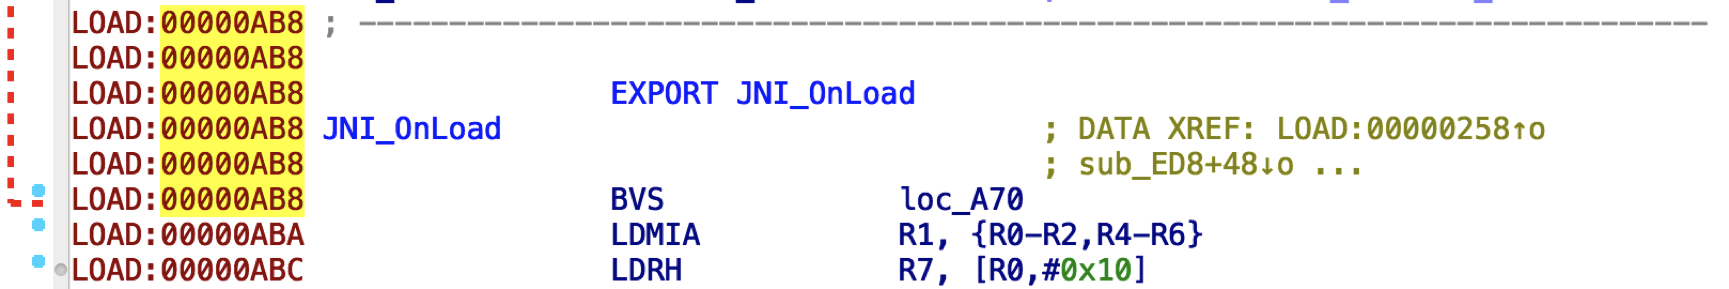 LOAD:00000AB8 ; ---------------------------------------------------------------------------
LOAD:00000AB8
LOAD:00000AB8 EXPORT JNI_OnLoad
LOAD:00000AB8 JNI_OnLoad ; DATA XREF: LOAD:00000258↑o
LOAD:00000AB8 ; sub_ED8+48↓o ...
LOAD:00000AB8 BVS loc_A70
LOAD:00000ABA LDMIA R1, {R0-R2,R4-R6}
LOAD:00000ABC LDRH R7, [R0,#0x10]